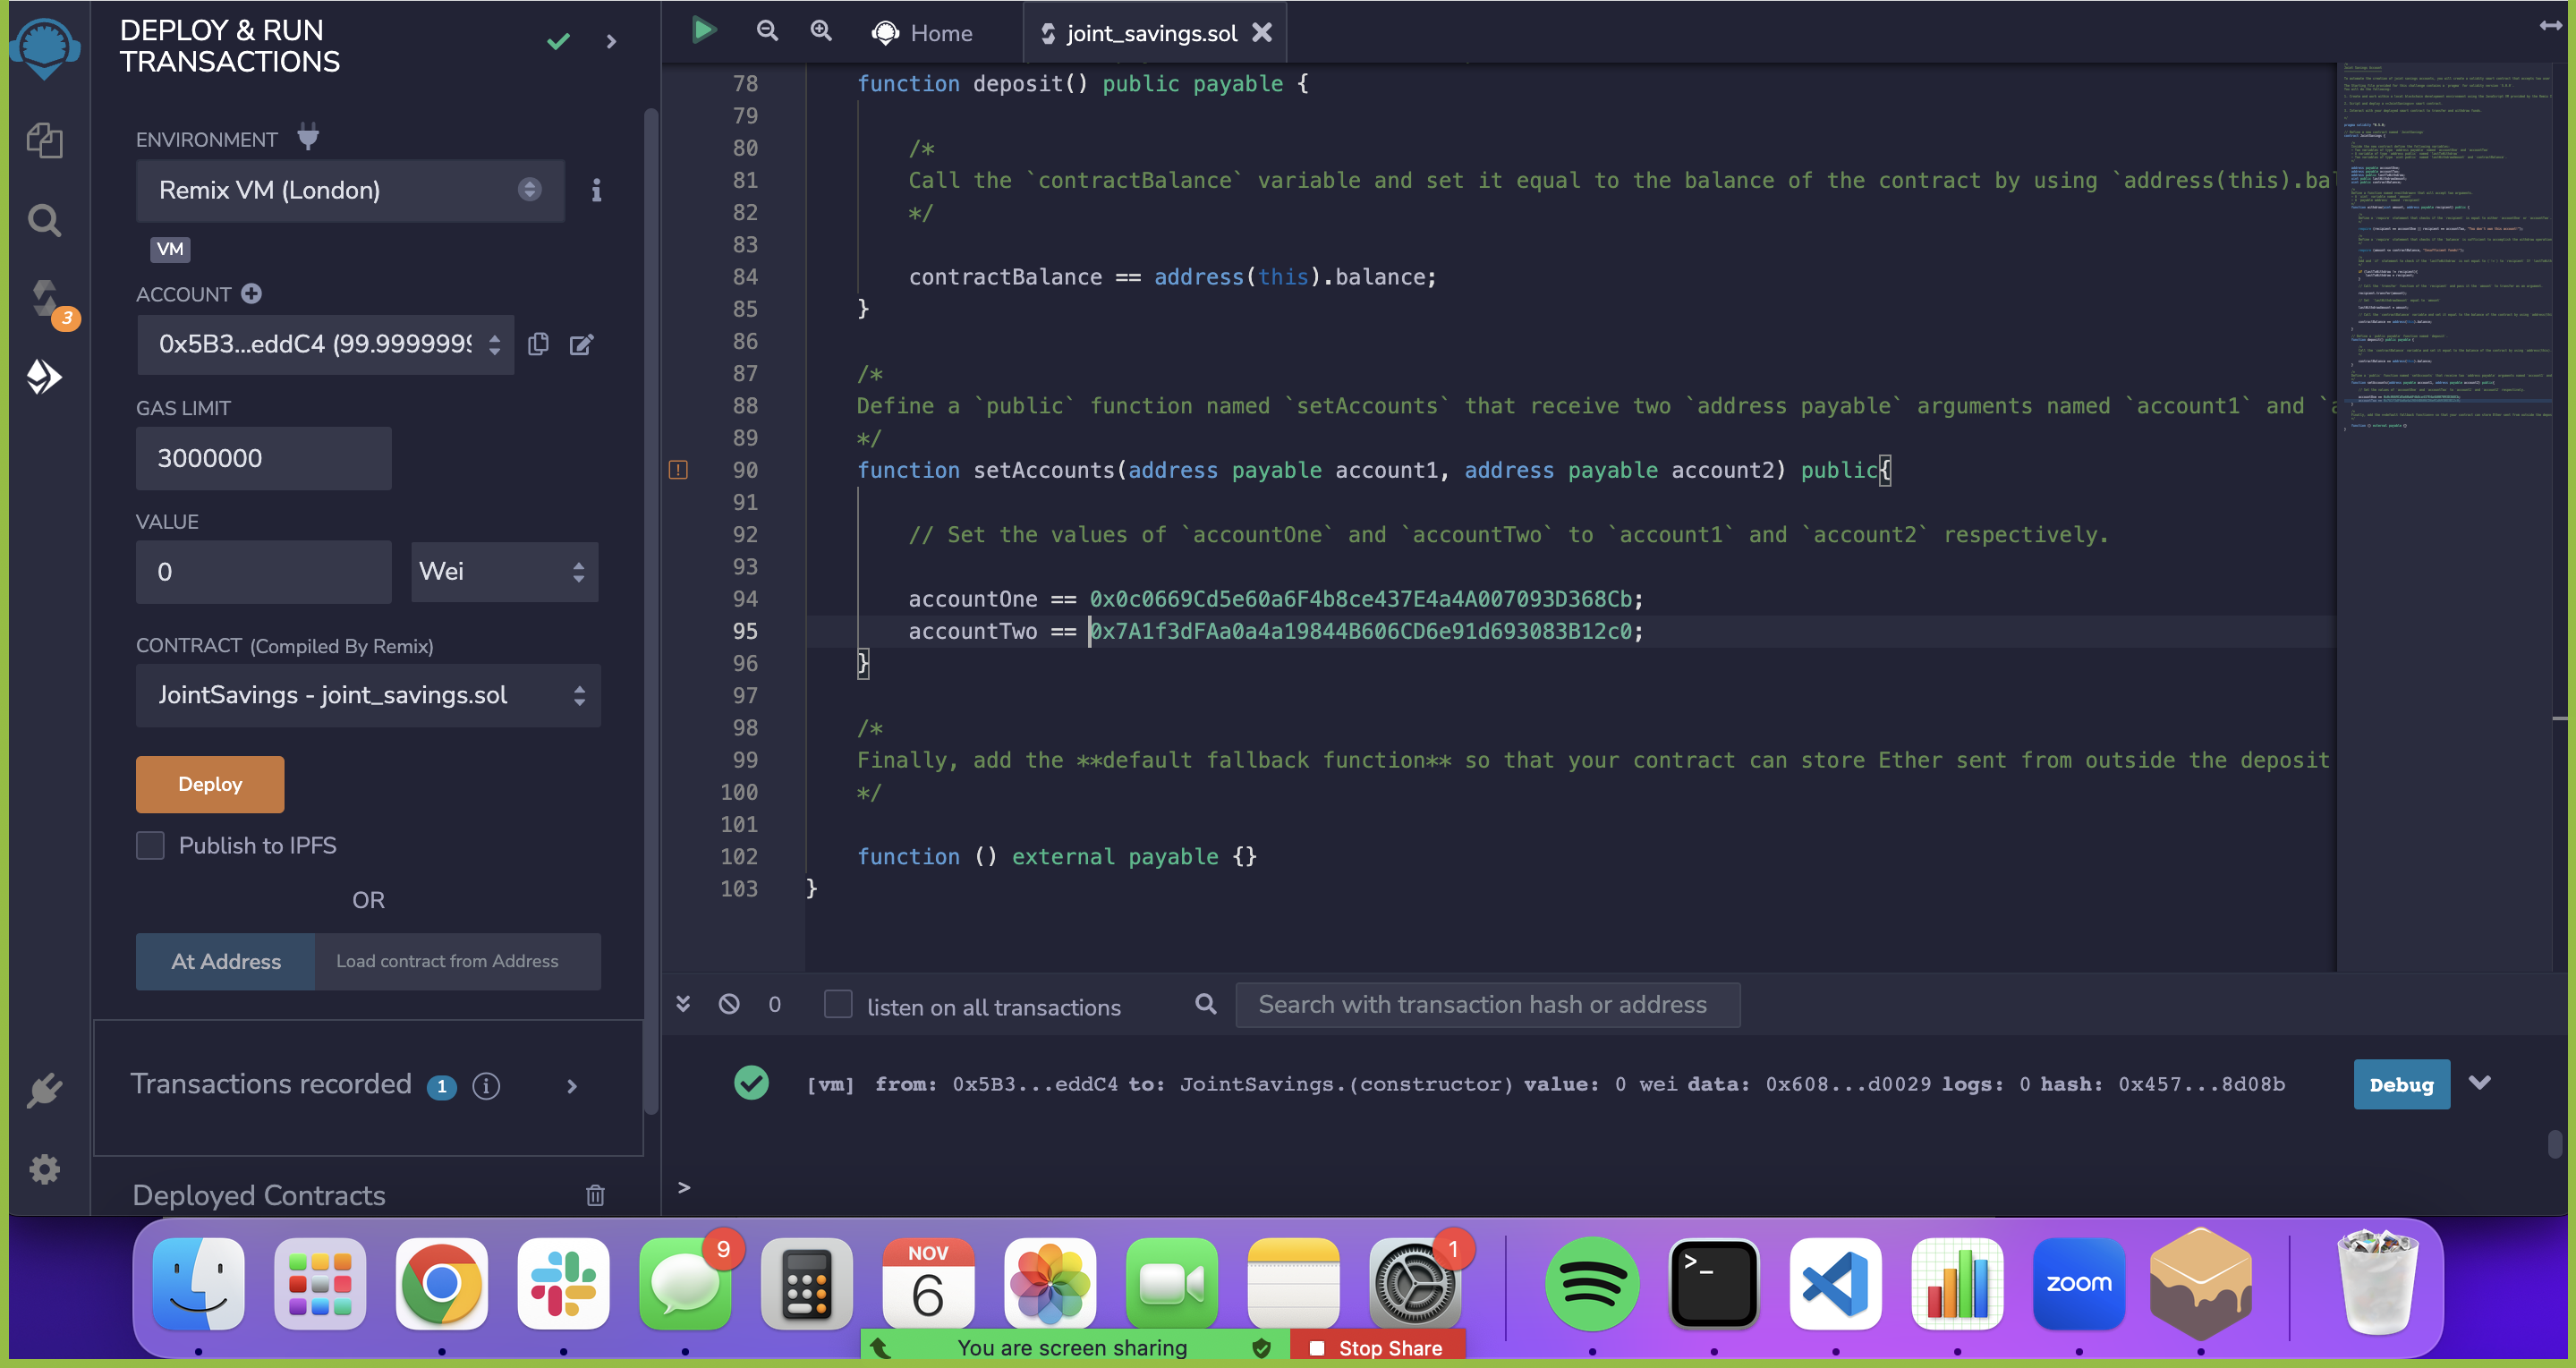 DEPLOY & RUN
TRANSACTIONS
ENVIRONMENT
Remix VM (London)
VM
ACCOUNT
0x5B3...eddC4 (99.9999999
GAS LIMIT
3000000
VALUE
0
Wei
CONTRACT (Compiled By Remix)
JointSavings - joint_savings.sol
Deploy
Publish to IPFS
OR
At Address
Load contract from Address
Transactions recorded 1
Deployed Contracts
3
Home
joint_savings.sol
78 function deposit() public payable {
79
80 /*
81 Call the `contractBalance` variable and set it equal to the balance of the contract by using `address(this).bal
82 */
83
84 contractBalance == address(this).balance;
85 }
86
87 /*
88 Define a `public` function named `setAccounts` that receive two `address payable` arguments named `account1` and `a
89 */
90 function setAccounts(address payable account1, address payable account2) public{
91
92 // Set the values of `accountOne` and `accountTwo` to `account1` and `account2` respectively.
93
94 accountOne == 0x0c0669Cd5e60a6F4b8ce437E4a4A007093D368Cb;
95 accountTwo == 0x7A1f3dFAa0a4a19844B606CD6e91d693083B12c0;
96 }
97
98 /*
99 Finally, add the **default fallback function** so that your contract can store Ether sent from outside the deposit
100 */
101
102 function () external payable {}
103 }
0
listen on all transactions
Search with transaction hash or address
[vm] from: 0x5B3...eddC4 to: JointSavings.(constructor) value: 0 wei data: 0x608...d0029 logs: 0 hash: 0x457...8d08b
Debug
>
9
NOV
6
1
>_
zoom
You are screen sharing
Stop Share